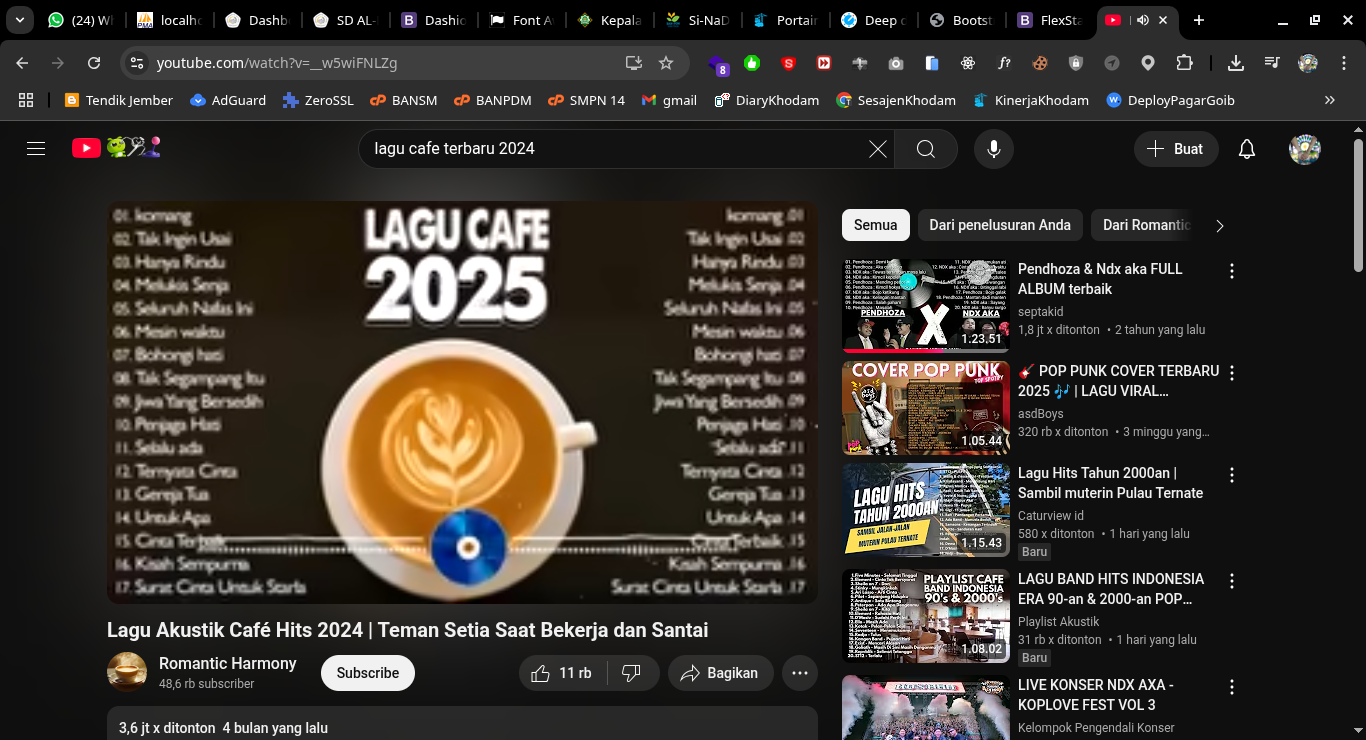 (24) W
localho
Dashb
SD AL-
Dashio
Font A
Kepala
Si-NaD
Portair
Deep d
Bootst
FlexSta
youtube.com/watch?v=__w5wiFNLZg
8
Tendik Jember
AdGuard
ZeroSSL
BANSM
BANPDM
SMPN 14
gmail
DiaryKhodam
SesajenKhodam
KinerjaKhodam
DeployPagarGoib
lagu cafe terbaru 2024
Buat
LAGU CAFE
2025
01. komang
02. Tak Ingin Usai
03. Hanya Rindu
04. Melukis Senja
05. Seluruh Nafas Ini
06. Mesin waktu
07. Bohongi hati
08. Tak Segampang Itu
09. Jiwa Yang Bersedih
10. Penjaga Hati
11. Selalu ada
12. Ternyata Cinta
13. Gereja Tua
14. Untuk Apa
15. Cinta Terbaik
16. Kisah Sempurna
17. Surat Cinta Untuk Starla
komang .01
Tak Ingin Usai .02
Hanya Rindu .03
Melukis Senja .04
Seluruh Nafas Ini .05
Mesin waktu .06
Bohongi hati .07
Tak Segampang Itu .08
Jiwa Yang Bersedih .09
Penjaga Hati .10
"Selalu ada" .11
Ternyata Cinta .12
Gereja Tua .13
Untuk Apa .14
Cinta Terbaik .15
Kisah Sempurna .16
Surat Cinta Untuk Starla .17
Lagu Akustik Café Hits 2024 | Teman Setia Saat Bekerja dan Santai
Romantic Harmony
48,6 rb subscriber
Subscribe
11 rb
Bagikan
3,6 jt x ditonton 4 bulan yang lalu
Semua
Dari penelusuran Anda
Dari Romantic
PENDHOZA
X
NDX AKA
1.23.51
Pendhoza & Ndx aka FULL
ALBUM terbaik
septakid
1,8 jt x ditonton • 2 tahun yang lalu
COVER POP PUNK
TOP SPOTIFY
1.05.44
🎸 POP PUNK COVER TERBARU
2025 🎶 | LAGU VIRAL…
asdBoys
320 rb x ditonton • 3 minggu yang…
LAGU HITS
TAHUN 2000AN
SAMBIL JALAN-JALAN
MUTERIN PULAU TERNATE
1.15.43
Lagu Hits Tahun 2000an |
Sambil muterin Pulau Ternate
Caturview id
580 x ditonton • 1 hari yang lalu
Baru
PLAYLIST CAFE
BAND INDONESIA
90's & 2000's
1.08.02
LAGU BAND HITS INDONESIA
ERA 90-an & 2000-an POP…
Playlist Akustik
31 rb x ditonton • 1 hari yang lalu
Baru
LIVE KONSER NDX AXA -
KOPLOVE FEST VOL 3
Kelompok Pengendali Konser